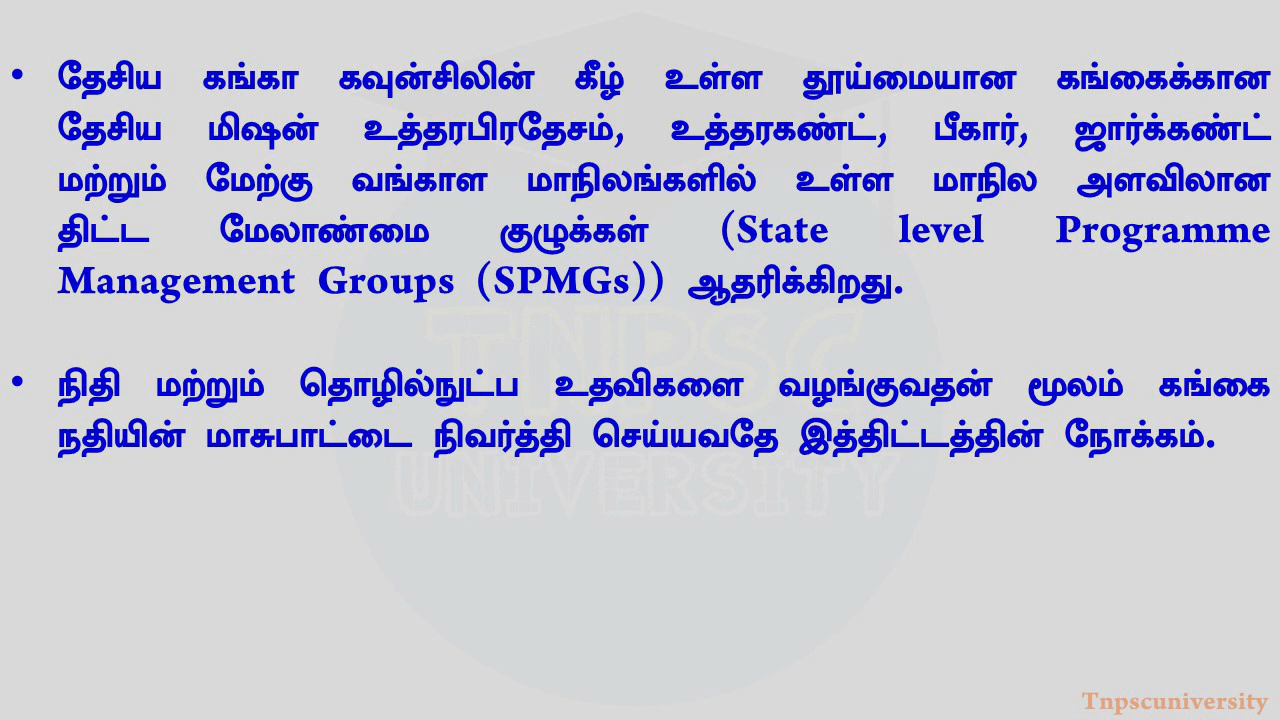 • தேசிய கங்கா கவுன்சிலின் கீழ் உள்ள தூய்மையான கங்கைக்கான
தேசிய மிஷன் உத்தரபிரதேசம், உத்தரகண்ட், பீகார், ஜார்க்கண்ட்
மற்றும் மேற்கு வங்காள மாநிலங்களில் உள்ள மாநில அளவிலான
திட்ட மேலாண்மை குழுக்கள் (State level Programme
Management Groups (SPMGs)) ஆதரிக்கிறது.
• நிதி மற்றும் தொழில்நுட்ப உதவிகளை வழங்குவதன் மூலம் கங்கை
நதியின் மாசுபாட்டை நிவர்த்தி செய்யவதே இத்திட்டத்தின் நோக்கம்.
TNPSC
UNIVERSITY
Tnpscuniversity